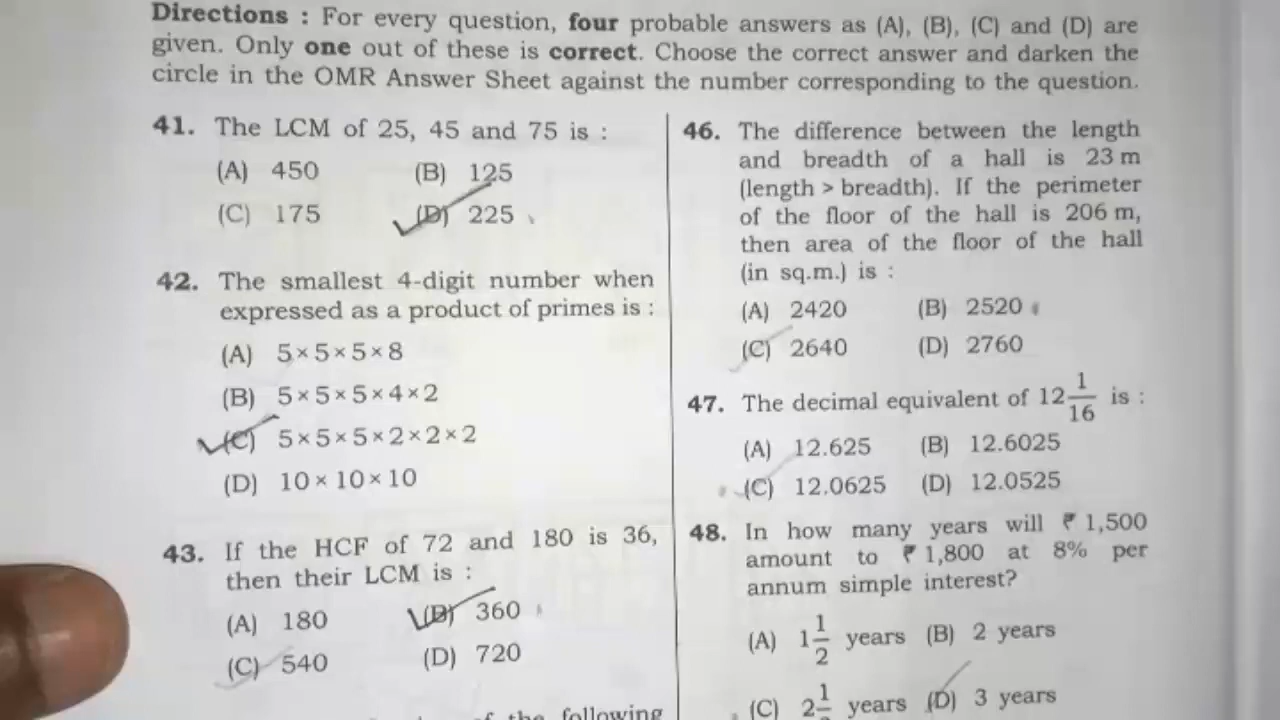 Directions : For every question, four probable answers as (A), (B), (C) and (D) are
given. Only one out of these is correct. Choose the correct answer and darken the
circle in the OMR Answer Sheet against the number corresponding to the question.
41. The LCM of 25, 45 and 75 is :
(A) 450 (B) 125
(C) 175 (D) 225
42. The smallest 4-digit number when
expressed as a product of primes is :
(A) 5 × 5 × 5 × 8
(B) 5 × 5 × 5 × 4 × 2
(C) 5 × 5 × 5 × 2 × 2 × 2
(D) 10 × 10 × 10
43. If the HCF of 72 and 180 is 36,
then their LCM is :
(A) 180 (B) 360
(C) 540 (D) 720
of the following
46. The difference between the length
and breadth of a hall is 23 m
(length > breadth). If the perimeter
of the floor of the hall is 206 m,
then area of the floor of the hall
(in sq.m.) is :
(A) 2420 (B) 2520
(C) 2640 (D) 2760
47. The decimal equivalent of 12 1/16 is :
(A) 12.625 (B) 12.6025
(C) 12.0625 (D) 12.0525
48. In how many years will ₹ 1,500
amount to ₹ 1,800 at 8% per
annum simple interest?
(A) 1 1/2 years (B) 2 years
(C) 2 1/2 years (D) 3 years